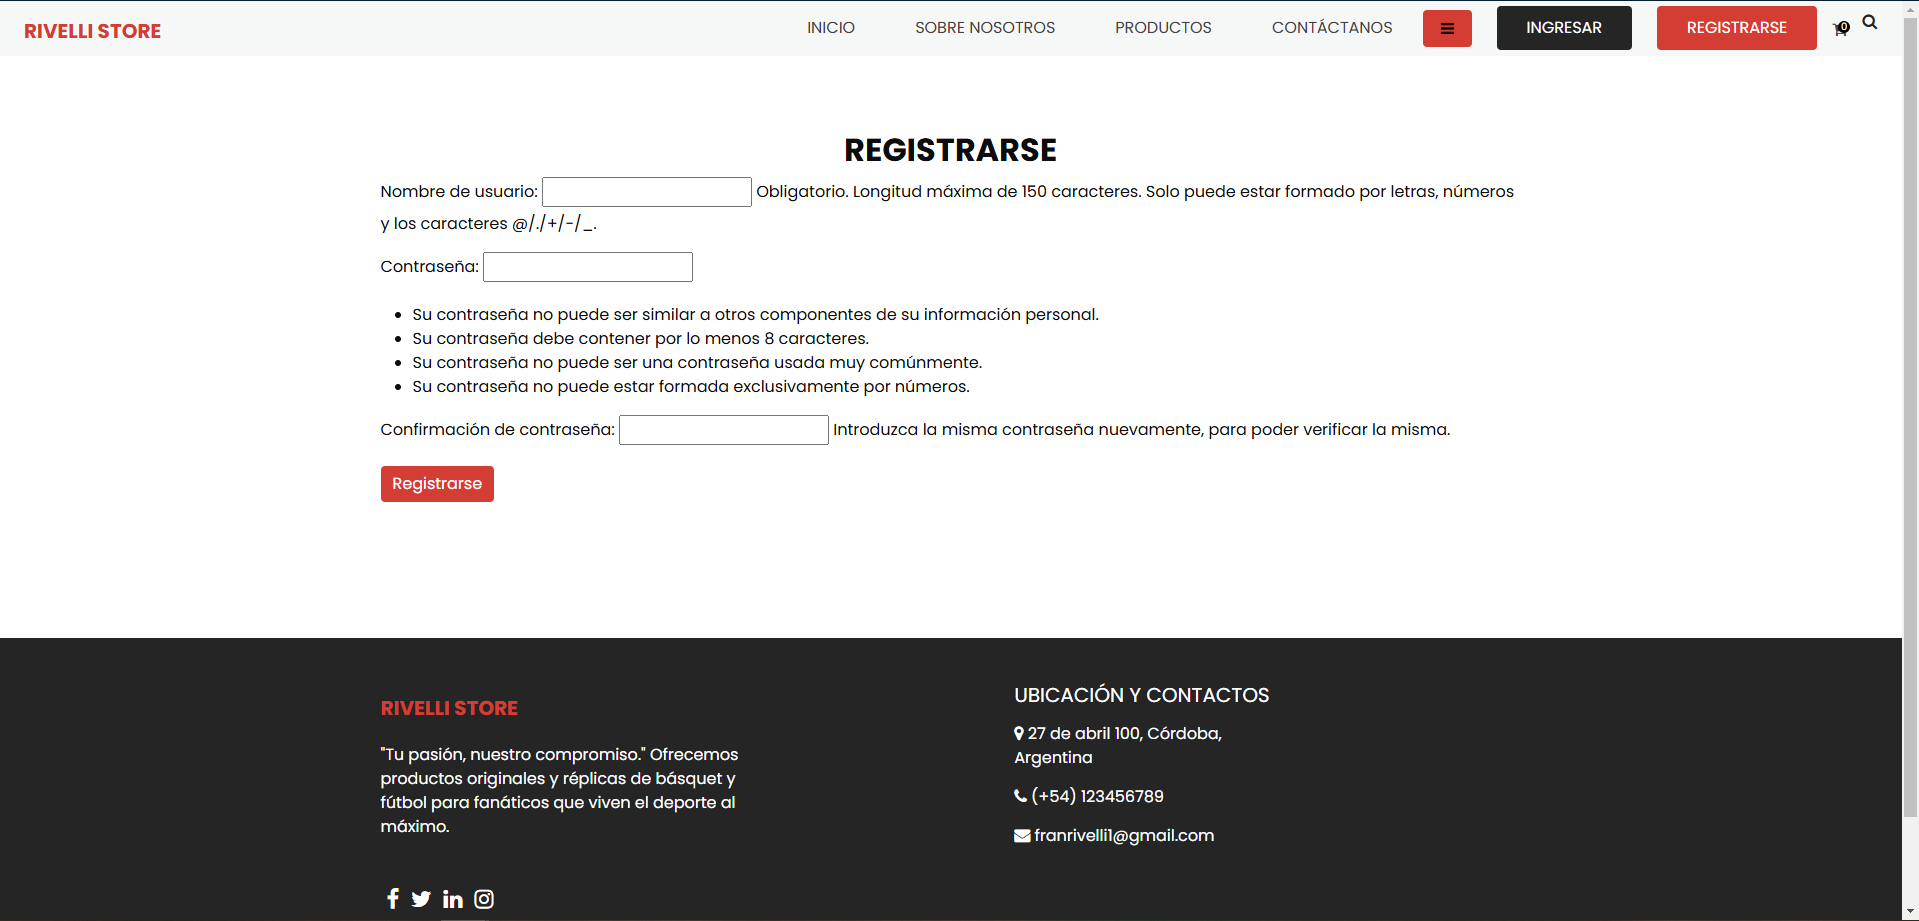 RIVELLI STORE
INICIO
SOBRE NOSOTROS
PRODUCTOS
CONTÁCTANOS
INGRESAR
REGISTRARSE
0
REGISTRARSE
Nombre de usuario: Obligatorio. Longitud máxima de 150 caracteres. Solo puede estar formado por letras, números
y los caracteres @/./+/-/_.
Contraseña:
• Su contraseña no puede ser similar a otros componentes de su información personal.
• Su contraseña debe contener por lo menos 8 caracteres.
• Su contraseña no puede ser una contraseña usada muy comúnmente.
• Su contraseña no puede estar formada exclusivamente por números.
Confirmación de contraseña: Introduzca la misma contraseña nuevamente, para poder verificar la misma.
Registrarse
RIVELLI STORE
"Tu pasión, nuestro compromiso." Ofrecemos
productos originales y réplicas de básquet y
fútbol para fanáticos que viven el deporte al
máximo.
UBICACIÓN Y CONTACTOS
27 de abril 100, Córdoba,
Argentina
(+54) 123456789
franrivelli1@gmail.com